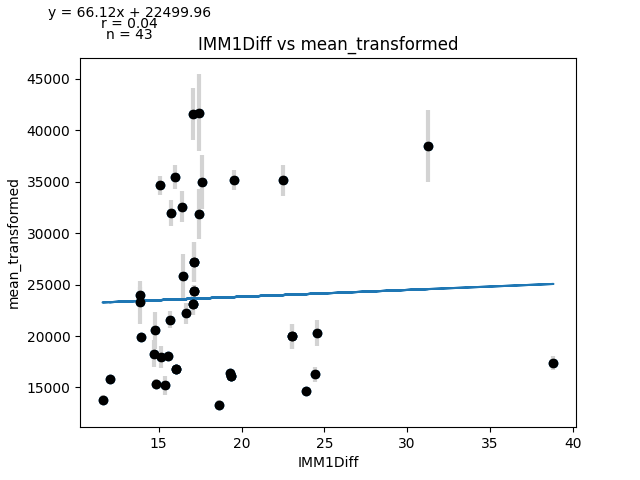 y = 66.12x + 22499.96
r = 0.04
n = 43
IMM1Diff vs mean_transformed
45000
40000
35000
30000
25000
20000
15000
mean_transformed
15 20 25 30 35 40
IMM1Diff